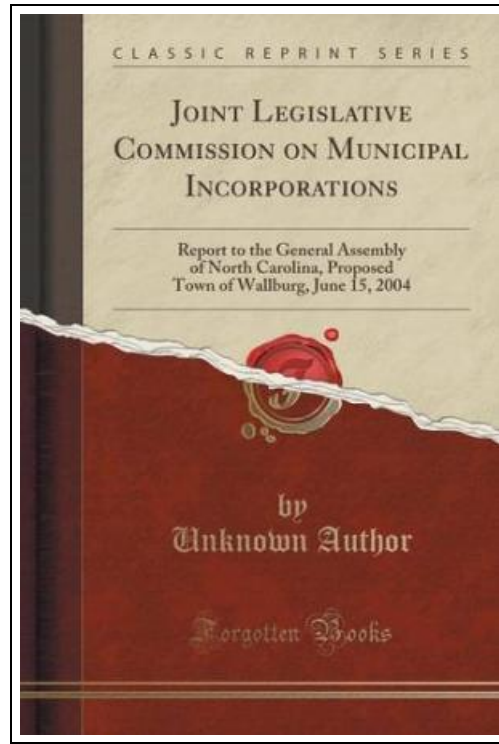 CLASSIC REPRINT SERIES
JOINT LEGISLATIVE
COMMISSION ON MUNICIPAL
INCORPORATIONS
Report to the General Assembly
of North Carolina, Proposed
Town of Wallburg, June 15, 2004
by
Unknown Author
Forgotten Books